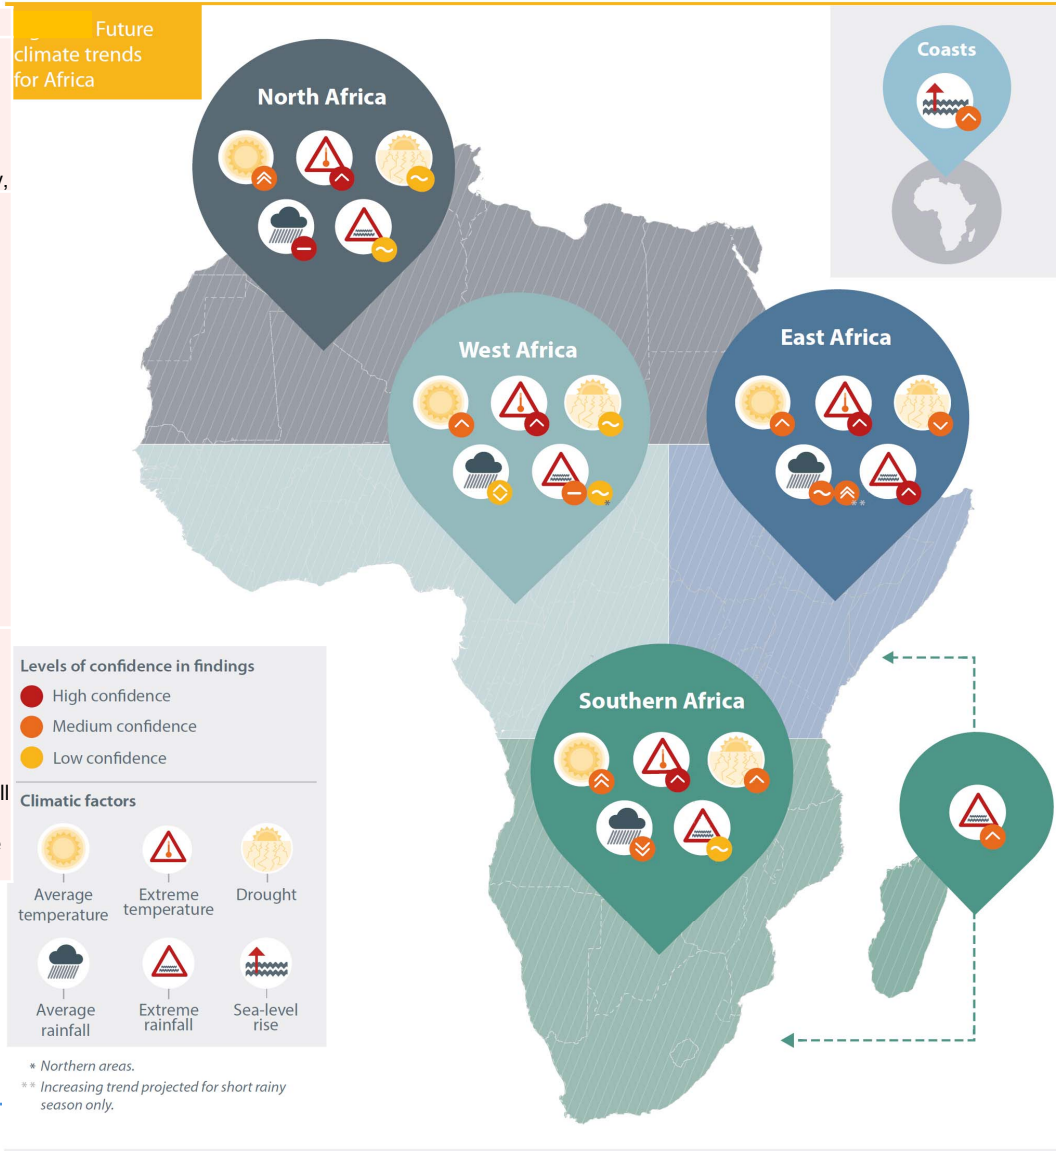 Future
climate trends
for Africa
North Africa
Coasts
West Africa
East Africa
Southern Africa
Levels of confidence in findings
High confidence
Medium confidence
Low confidence
Climatic factors
Average
temperature
Extreme
temperature
Drought
Average
rainfall
Extreme
rainfall
Sea-level
rise
* Northern areas.
** Increasing trend projected for short rainy
season only.